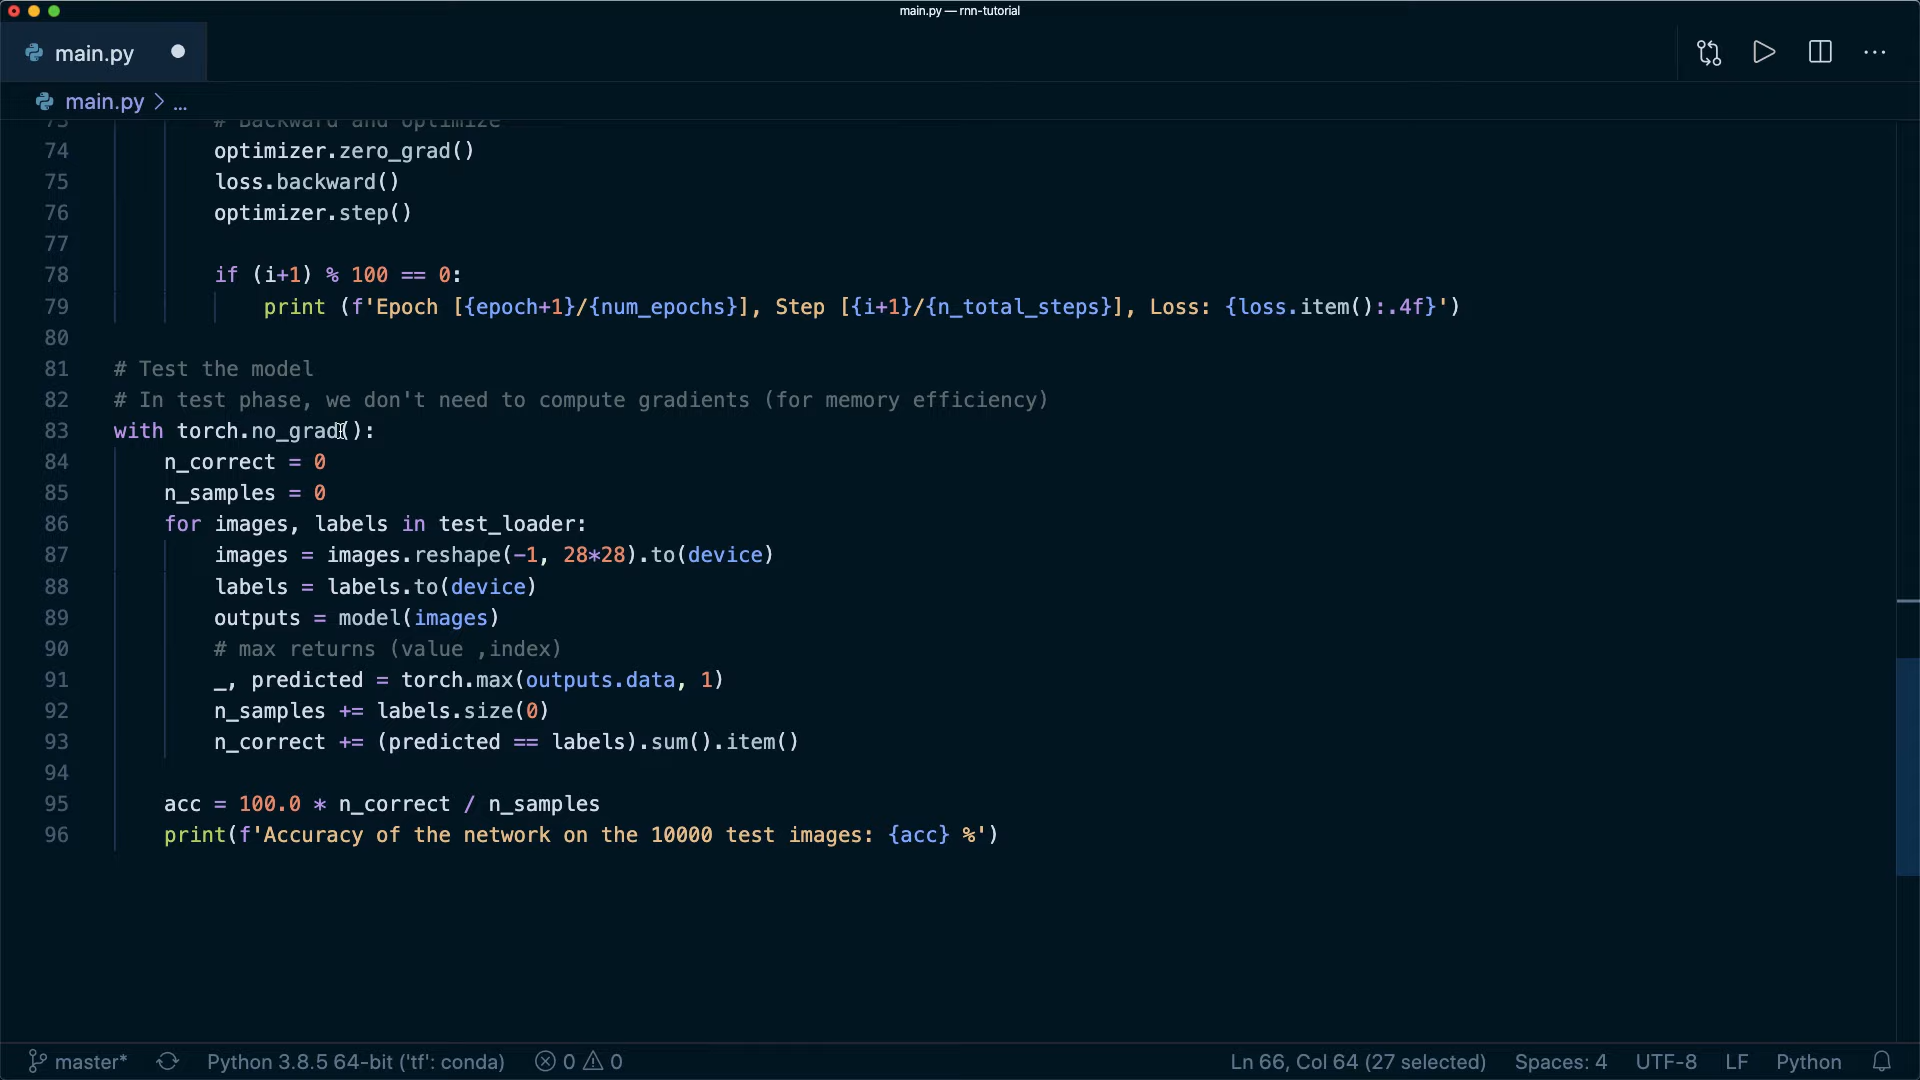 main.py — rnn-tutorial
main.py
main.py > ...
73 # Backward and optimize
74 optimizer.zero_grad()
75 loss.backward()
76 optimizer.step()
77
78 if (i+1) % 100 == 0:
79 print (f'Epoch [{epoch+1}/{num_epochs}], Step [{i+1}/{n_total_steps}], Loss: {loss.item():.4f}')
80
81 # Test the model
82 # In test phase, we don't need to compute gradients (for memory efficiency)
83 with torch.no_grad():
84 n_correct = 0
85 n_samples = 0
86 for images, labels in test_loader:
87 images = images.reshape(-1, 28*28).to(device)
88 labels = labels.to(device)
89 outputs = model(images)
90 # max returns (value ,index)
91 _, predicted = torch.max(outputs.data, 1)
92 n_samples += labels.size(0)
93 n_correct += (predicted == labels).sum().item()
94
95 acc = 100.0 * n_correct / n_samples
96 print(f'Accuracy of the network on the 10000 test images: {acc} %')
master* Python 3.8.5 64-bit ('tf': conda) 0 0 Ln 66, Col 64 (27 selected) Spaces: 4 UTF-8 LF Python